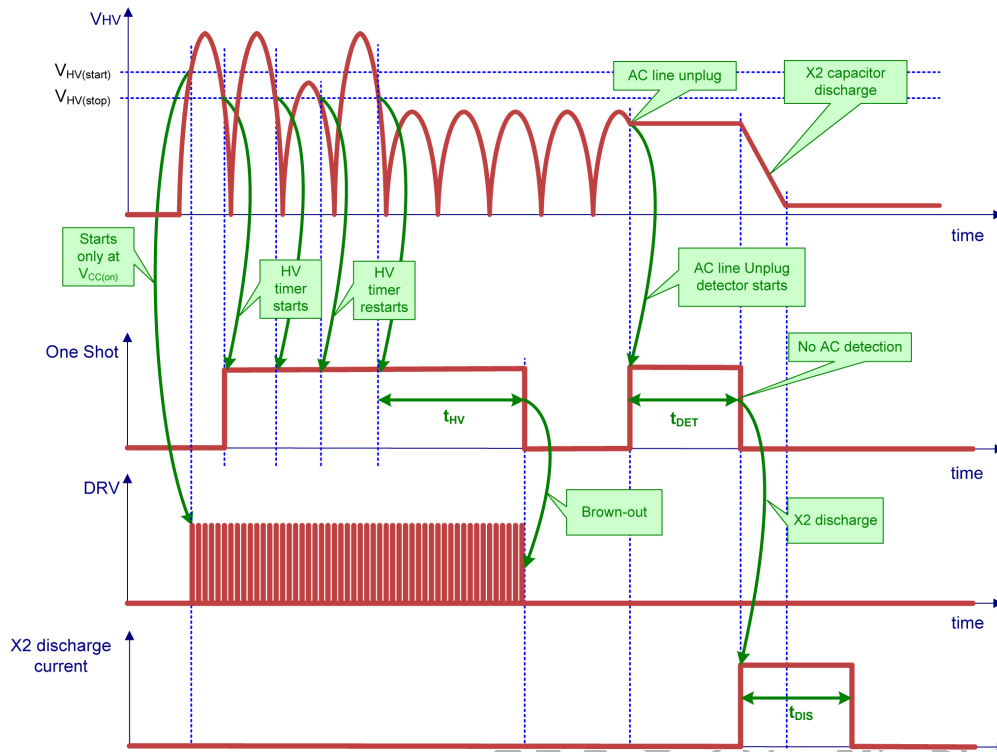 VHV
VHV(start)
VHV(stop)
AC line unplug
X2 capacitor
discharge
time
Starts
only at
VCC(on)
HV
timer
starts
HV
timer
restarts
AC line Unplug
detector starts
One Shot
No AC detection
tHV
tDET
time
DRV
Brown-out
X2 discharge
time
X2 discharge
current
tDIS